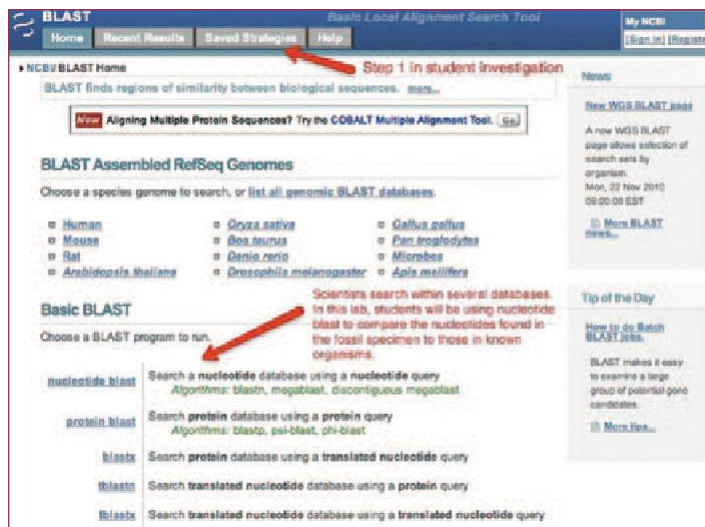 BLAST
Basic Local Alignment Search Tool
My NCBI
Home Recent Results Saved Strategies Help
[Sign In] [Register
Step 1 in student investigation
NCBI/ BLAST Home
BLAST finds regions of similarity between biological sequences. more...
New Aligning Multiple Protein Sequences? Try the COBALT Multiple Alignment Tool. Go
BLAST Assembled RefSeq Genomes
Choose a species genome to search, or list all genomic BLAST databases.
Human
Mouse
Rat
Arabidopsis thaliana
Oryza sativa
Bos taurus
Danio rerio
Drosophila melanogaster
Gallus gallus
Pan troglodytes
Microbes
Apis mellifera
Scientists search within several databases.
In this lab, students will be using nucleotide
blast to compare the nucleotides found in
the fossil specimen to those in known
organisms.
Basic BLAST
Choose a BLAST program to run.
nucleotide blast Search a nucleotide database using a nucleotide query
Algorithms: blastn, megablast, discontiguous megablast
protein blast Search protein database using a protein query
Algorithms: blastp, psi-blast, phi-blast
blastx Search protein database using a translated nucleotide query
tblastn Search translated nucleotide database using a protein query
tblastx Search translated nucleotide database using a translated nucleotide query
News
New WGS BLAST page
A new WGS BLAST
page allows selection of
search sets by
organism.
Mon, 22 Nov 2010
09:00:00 EST
More BLAST
news...
Tip of the Day
How to do Batch
BLAST jobs.
BLAST makes it easy
to examine a large
group of potential gene
candidates.
More tips...